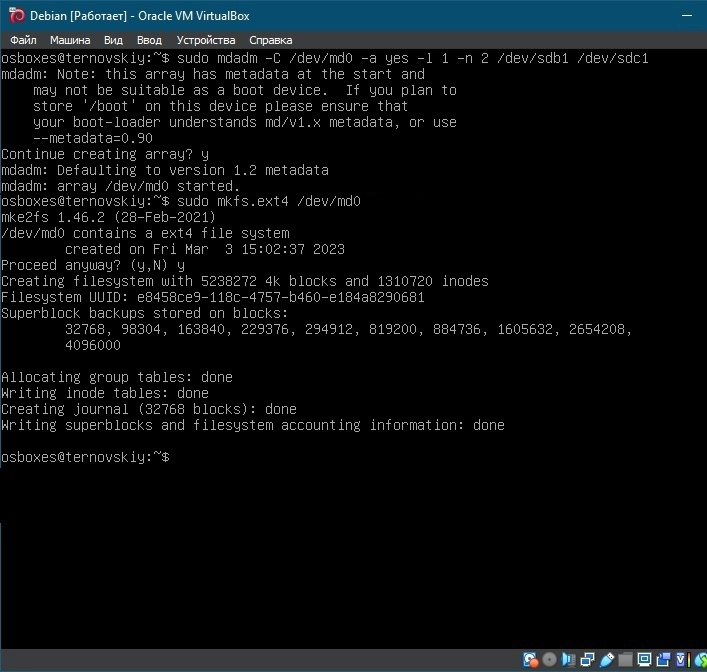 Debian [Работает] - Oracle VM VirtualBox
Файл Машина Вид Ввод Устройства Справка
osboxes@ternovskiy:~$ sudo mdadm -C /dev/md0 -a yes -l 1 -n 2 /dev/sdb1 /dev/sdc1
mdadm: Note: this array has metadata at the start and
    may not be suitable as a boot device.  If you plan to
    store '/boot' on this device please ensure that
    your boot-loader understands md/v1.x metadata, or use
    --metadata=0.90
Continue creating array? y
mdadm: Defaulting to version 1.2 metadata
mdadm: array /dev/md0 started.
osboxes@ternovskiy:~$ sudo mkfs.ext4 /dev/md0
mke2fs 1.46.2 (28-Feb-2021)
/dev/md0 contains a ext4 file system
        created on Fri Mar  3 15:02:37 2023
Proceed anyway? (y,N) y
Creating filesystem with 5238272 4k blocks and 1310720 inodes
Filesystem UUID: e8458ce9-118c-4757-b460-e184a8290681
Superblock backups stored on blocks:
        32768, 98304, 163840, 229376, 294912, 819200, 884736, 1605632, 2654208,
        4096000

Allocating group tables: done
Writing inode tables: done
Creating journal (32768 blocks): done
Writing superblocks and filesystem accounting information: done

osboxes@ternovskiy:~$